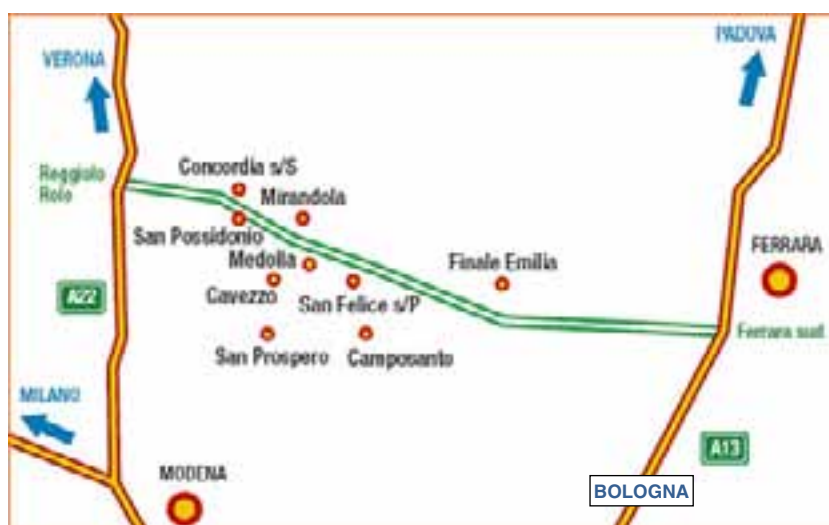 PADOVA
VERONA
Concordia s/S
Reggiolo
Rolo
Mirandola
San Possidonio
FERRARA
Medolla
Finale Emilia
A22
Cavezzo
San Felice s/P
Ferrara sud
San Prospero
Camposanto
MILANO
A13
MODENA
BOLOGNA